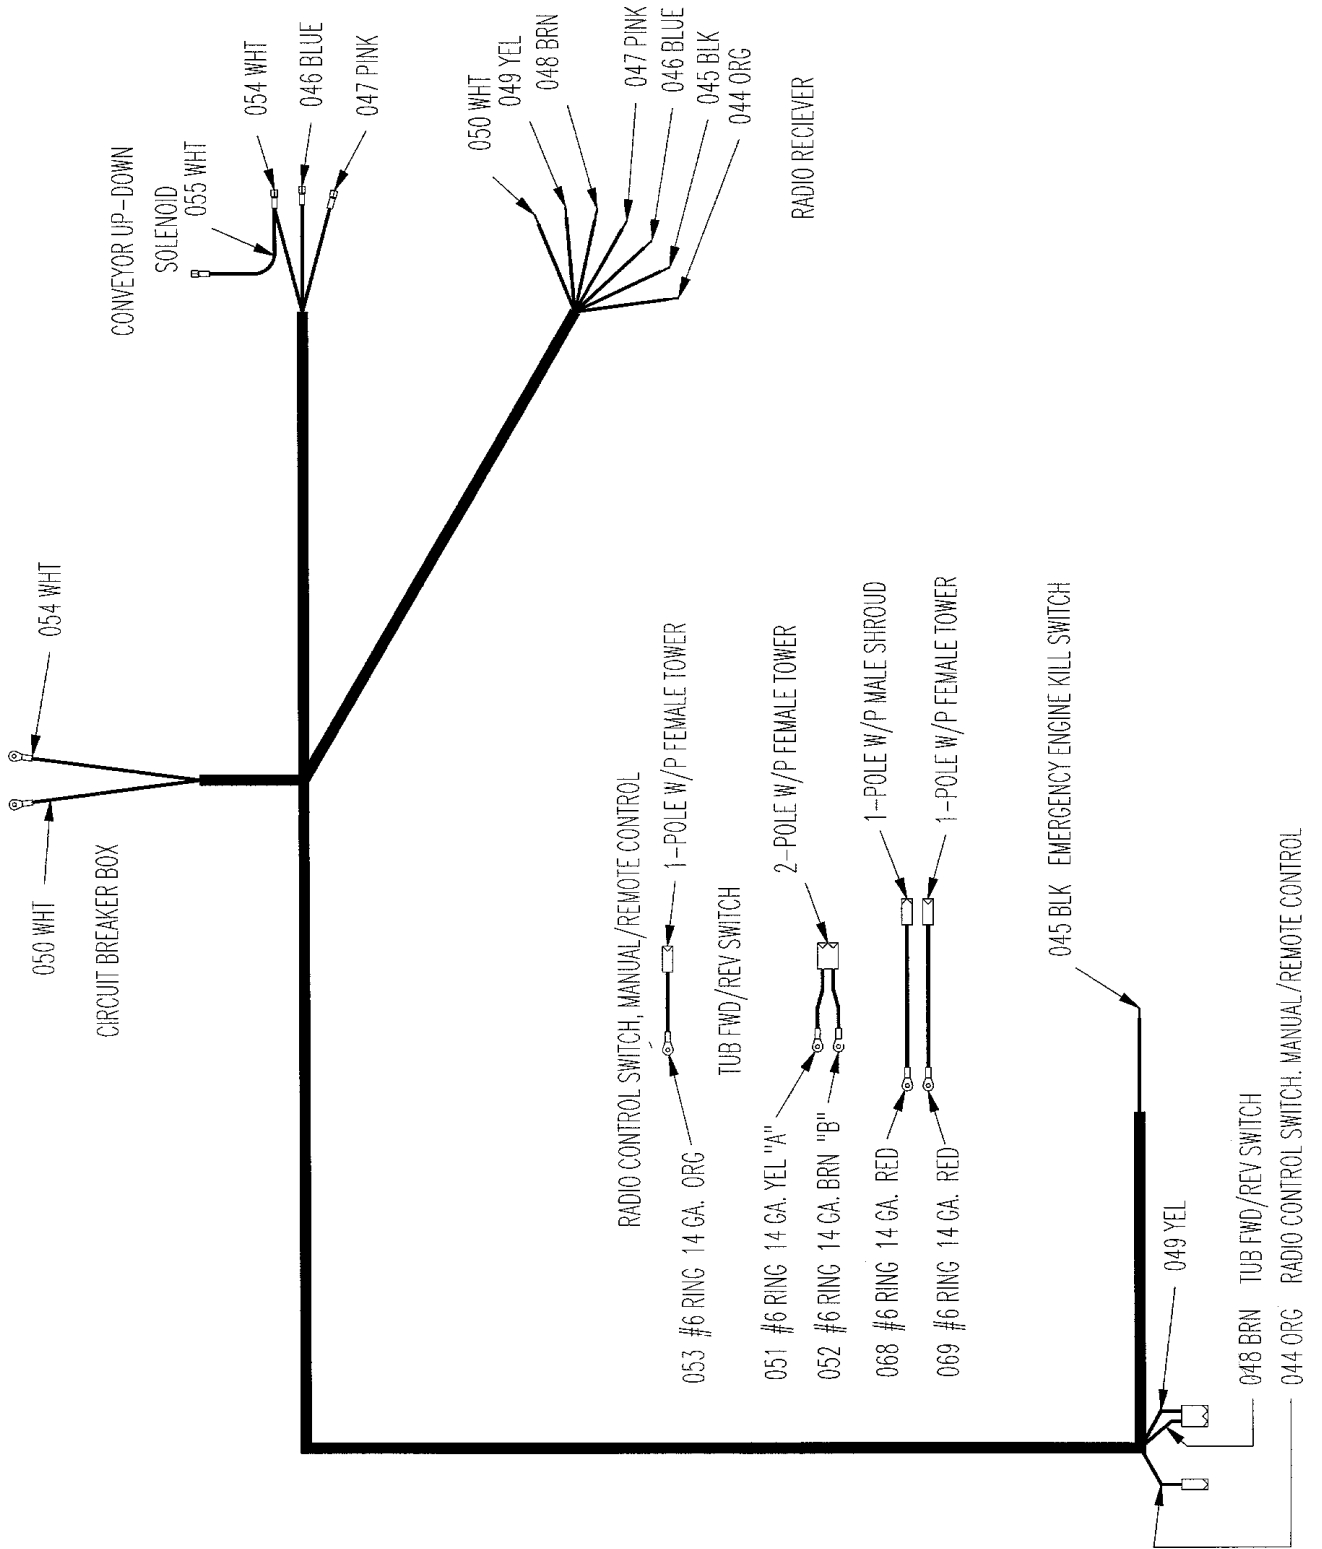 050 WHT
054 WHT
CIRCUIT BREAKER BOX
CONVEYOR UP-DOWN
SOLENOID
055 WHT
054 WHT
046 BLUE
047 PINK
050 WHT
049 YEL
048 BRN
047 PINK
046 BLUE
045 BLK
044 ORG
RADIO RECIEVER
RADIO CONTROL SWITCH, MANUAL/REMOTE CONTROL
1-POLE W/P FEMALE TOWER
053 #6 RING 14 GA. ORG
TUB FWD/REV SWITCH
2-POLE W/P FEMALE TOWER
051 #6 RING 14 GA. YEL "A"
052 #6 RING 14 GA. BRN "B"
1-POLE W/P MALE SHROUD
068 #6 RING 14 GA. RED
1-POLE W/P FEMALE TOWER
069 #6 RING 14 GA. RED
045 BLK EMERGENCY ENGINE KILL SWITCH
049 YEL
048 BRN TUB FWD/REV SWITCH
044 ORG RADIO CONTROL SWITCH. MANUAL/REMOTE CONTROL